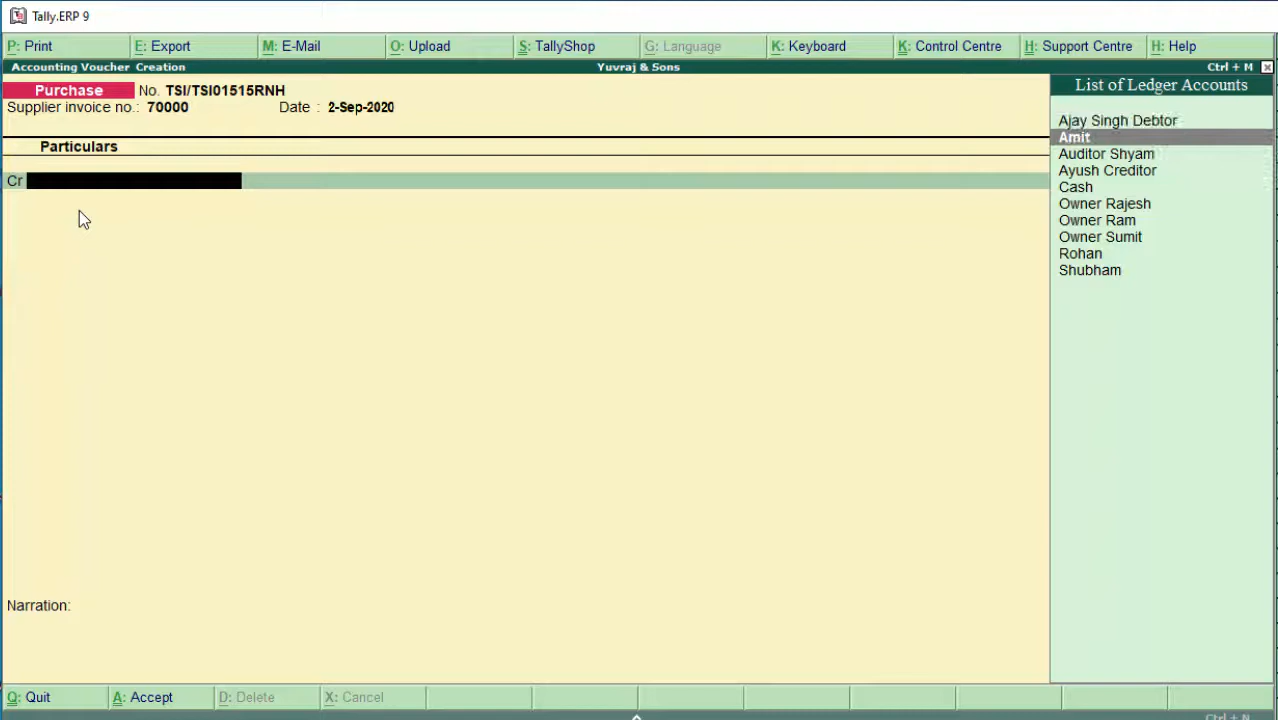 Tally.ERP 9
P: Print E: Export M: E-Mail O: Upload S: TallyShop G: Language K: Keyboard K: Control Centre H: Support Centre H: Help
Accounting Voucher Creation Yuvraj & Sons Ctrl + M
Purchase No. TSI/TSI01515RNH
Supplier invoice no.: 70000 Date : 2-Sep-2020
Particulars
Cr
List of Ledger Accounts
Ajay Singh Debtor
Amit
Auditor Shyam
Ayush Creditor
Cash
Owner Rajesh
Owner Ram
Owner Sumit
Rohan
Shubham
Narration:
Q: Quit A: Accept D: Delete X: Cancel
Ctrl + N